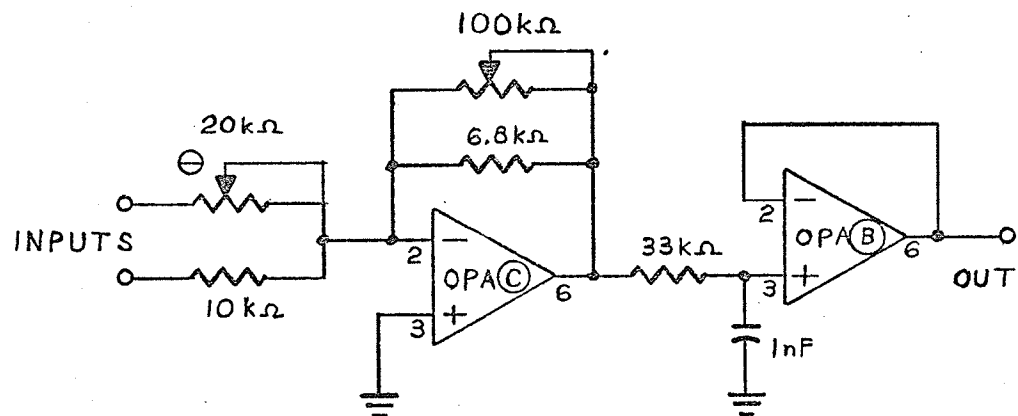 100kΩ
20kΩ
6.8kΩ
⊖
INPUTS
10kΩ
2
−
OPA C
3
+
6
33kΩ
1nF
2
−
OPA B
3
+
6
OUT